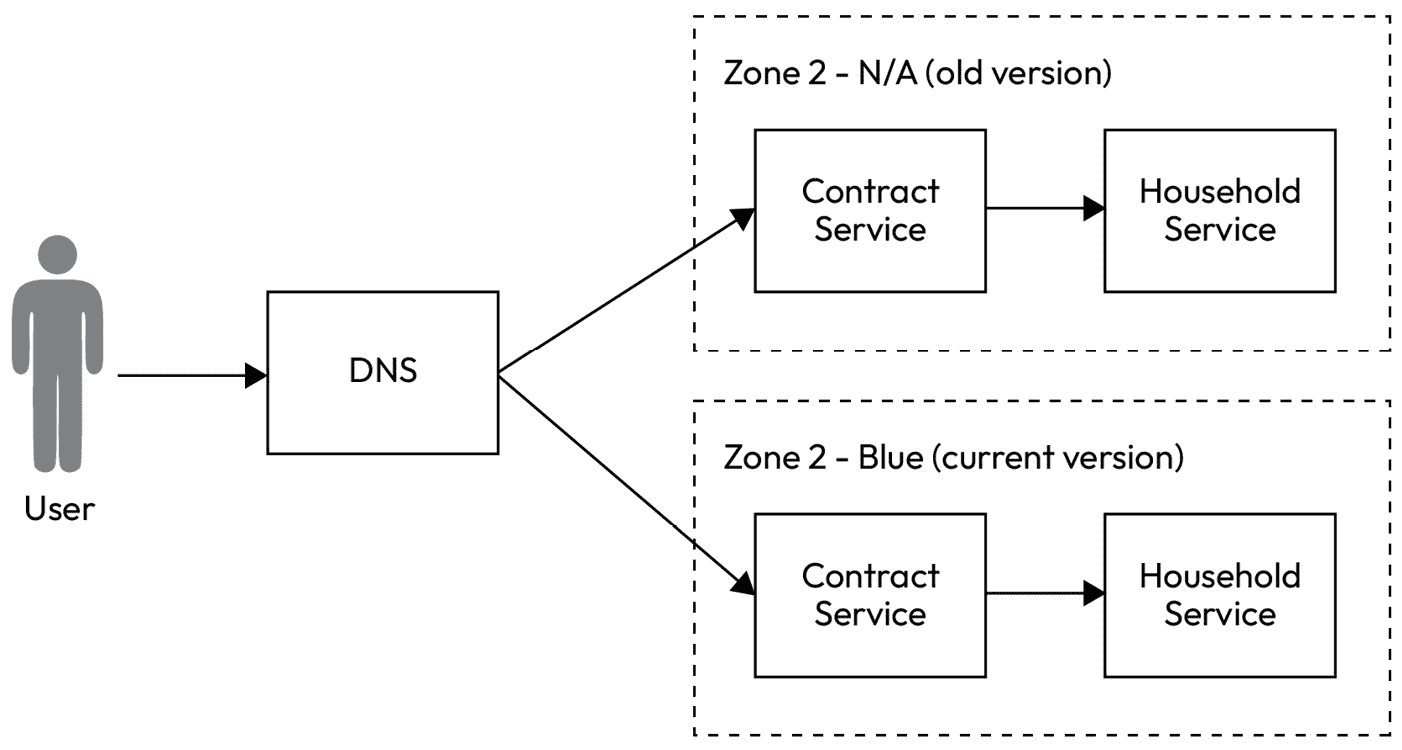 Zone 2 - N/A (old version)
Contract
Service
Household
Service
DNS
User
Zone 2 - Blue (current version)
Contract
Service
Household
Service